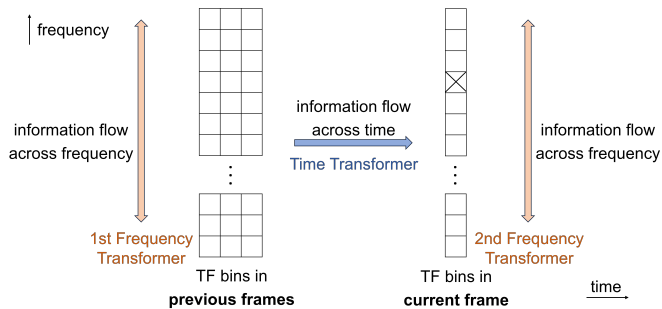 frequency
information flow
across frequency
1st Frequency
Transformer
TF bins in
previous frames
information flow
across time
Time Transformer
TF bins in
current frame
information flow
across frequency
2nd Frequency
Transformer
time